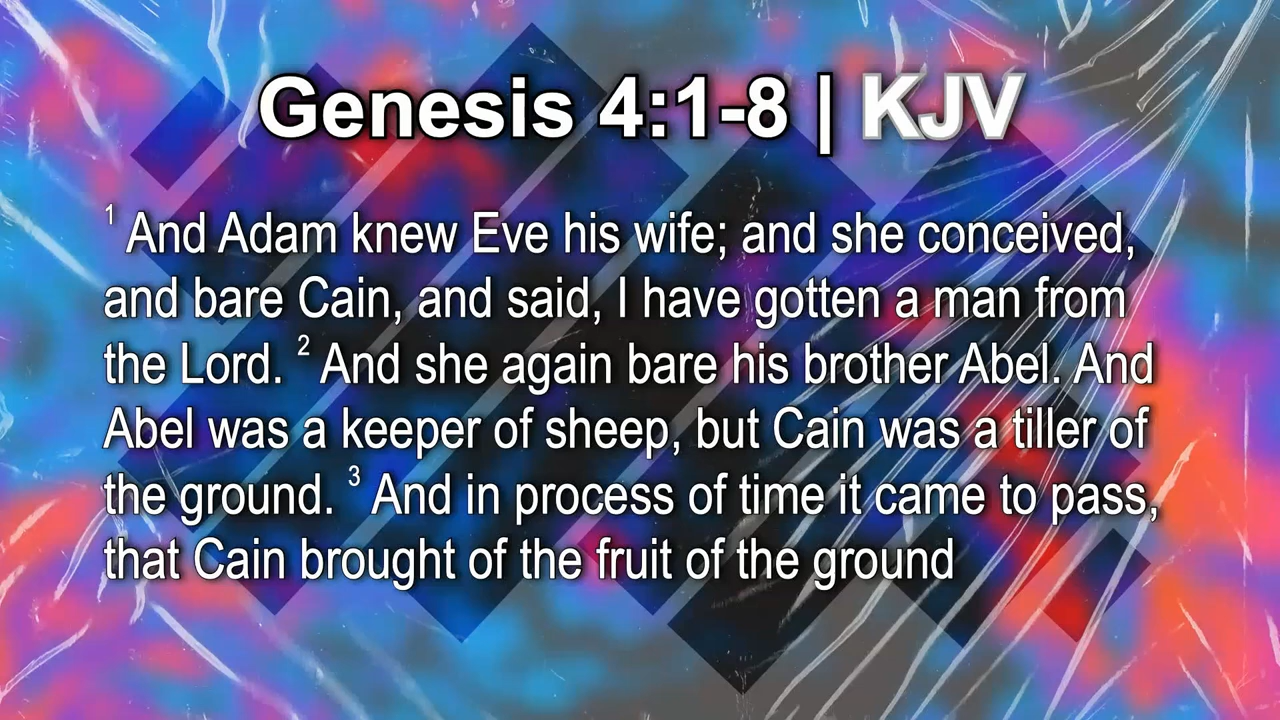 Genesis 4:1-8 | KJV
1 And Adam knew Eve his wife; and she conceived,
and bare Cain, and said, I have gotten a man from
the Lord. 2 And she again bare his brother Abel. And
Abel was a keeper of sheep, but Cain was a tiller of
the ground. 3 And in process of time it came to pass,
that Cain brought of the fruit of the ground